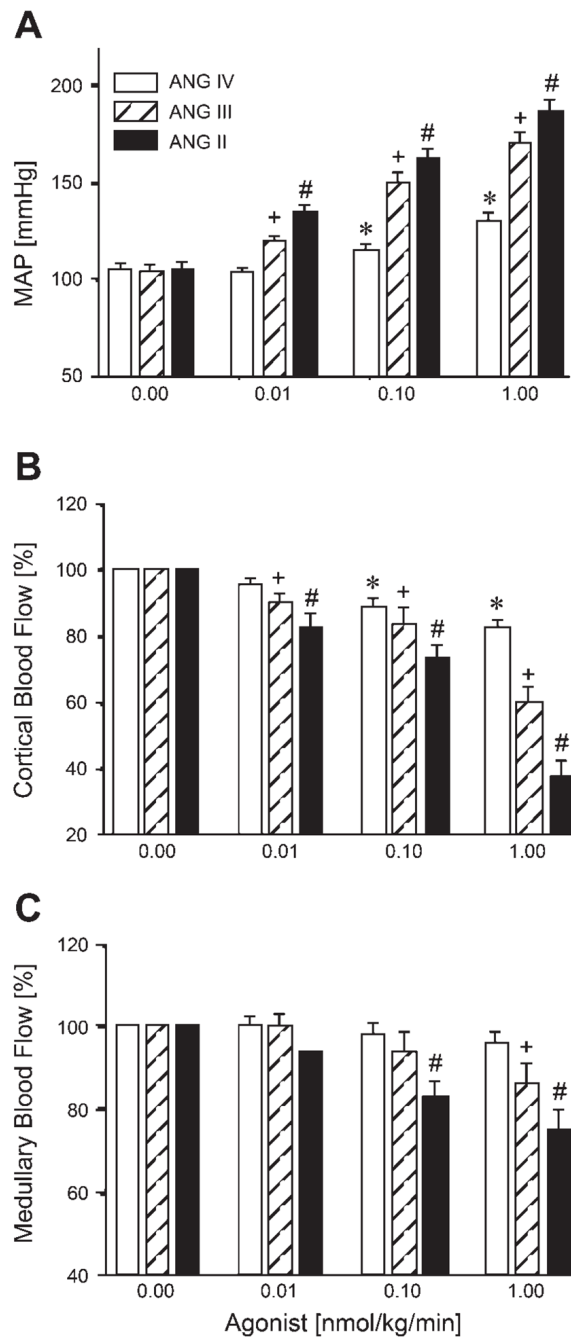 A
MAP [mmHg]
200
150
100
50
ANG IV
ANG III
ANG II
+ # * + # * + #
0.00 0.01 0.10 1.00
B
Cortical Blood Flow [%]
120
100
80
60
40
20
+ # * + # * + #
0.00 0.01 0.10 1.00
C
Medullary Blood Flow [%]
120
100
80
60
40
# + #
0.00 0.01 0.10 1.00
Agonist [nmol/kg/min]